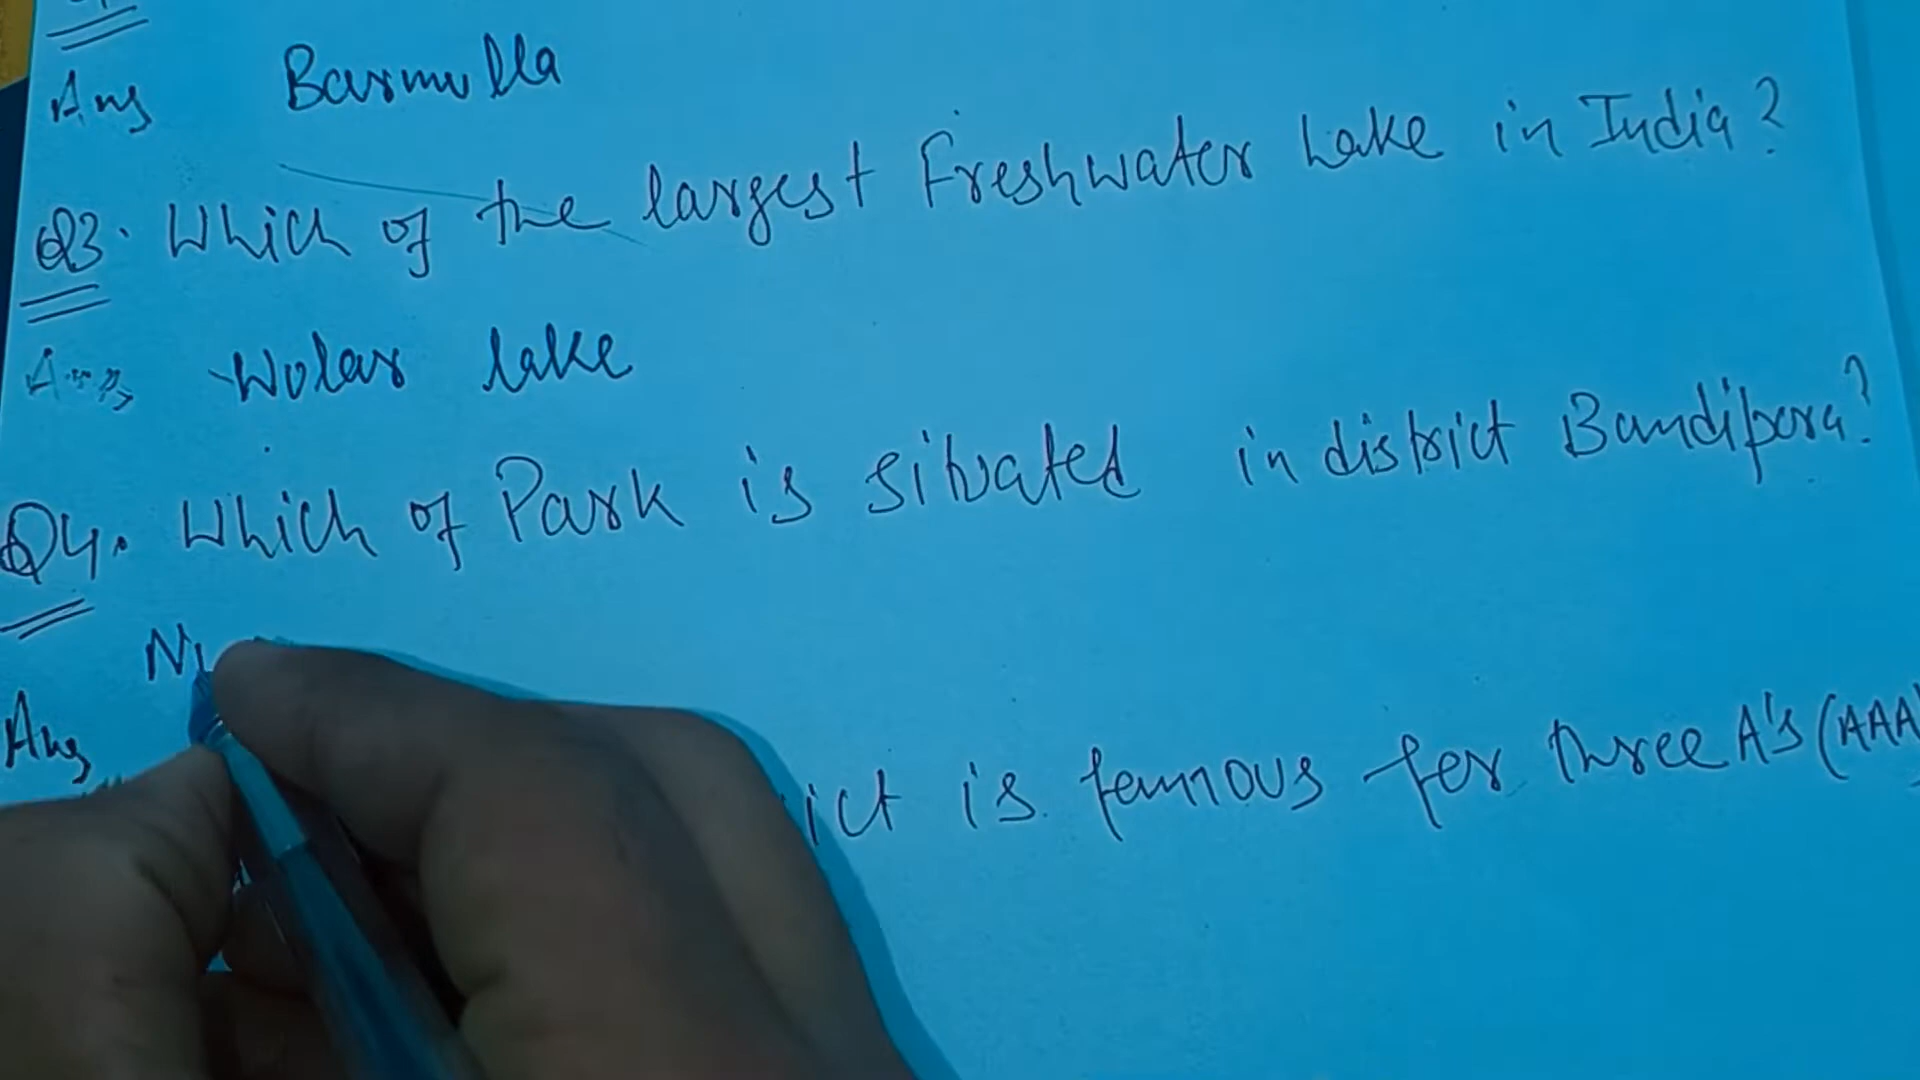 Ans Barmulla
Q3. Which of the largest Freshwater Lake in India?
Ans Wular lake
Q4. Which of Park is situated in district Bandipora?
Ans
is famous for three A's (AAA)